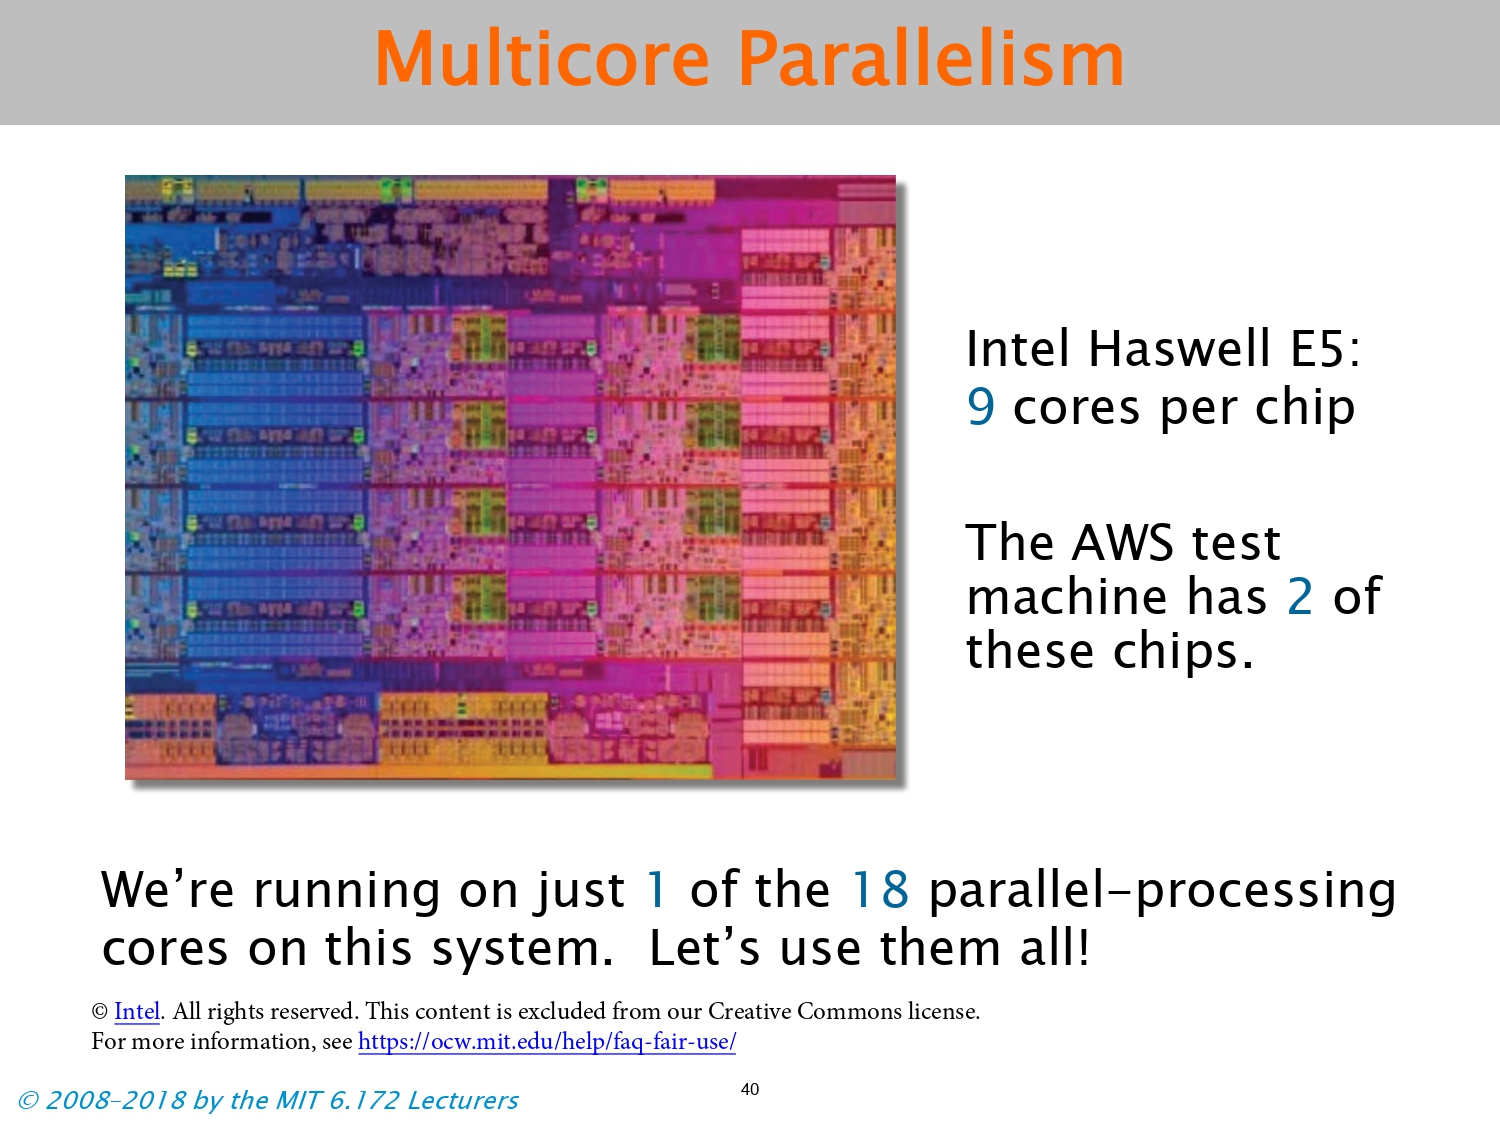 Multicore Parallelism
Intel Haswell E5:
9 cores per chip
The AWS test
machine has 2 of
these chips.
We’re running on just 1 of the 18 parallel-processing
cores on this system.  Let’s use them all!
© Intel. All rights reserved. This content is excluded from our Creative Commons license.
For more information, see https://ocw.mit.edu/help/faq-fair-use/
© 2008–2018 by the MIT 6.172 Lecturers
40